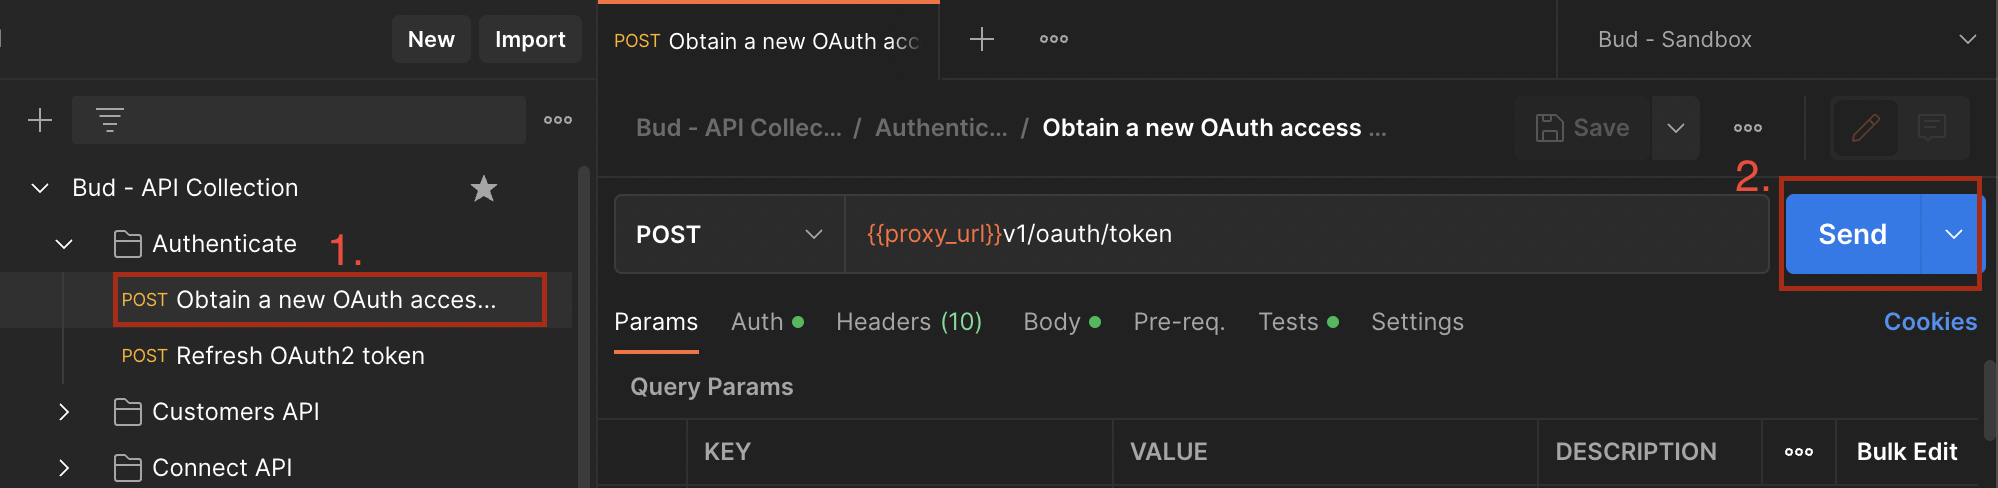 New Import
POST Obtain a new OAuth acc
Bud - Sandbox
Bud - API Collec... / Authentic... / Obtain a new OAuth access ...
Save
Bud - API Collection
Authenticate
1.
POST Obtain a new OAuth acces...
POST Refresh OAuth2 token
Customers API
Connect API
2.
POST
{{proxy_url}}v1/oauth/token
Send
Params Auth Headers (10) Body Pre-req. Tests Settings
Cookies
Query Params
KEY VALUE DESCRIPTION Bulk Edit